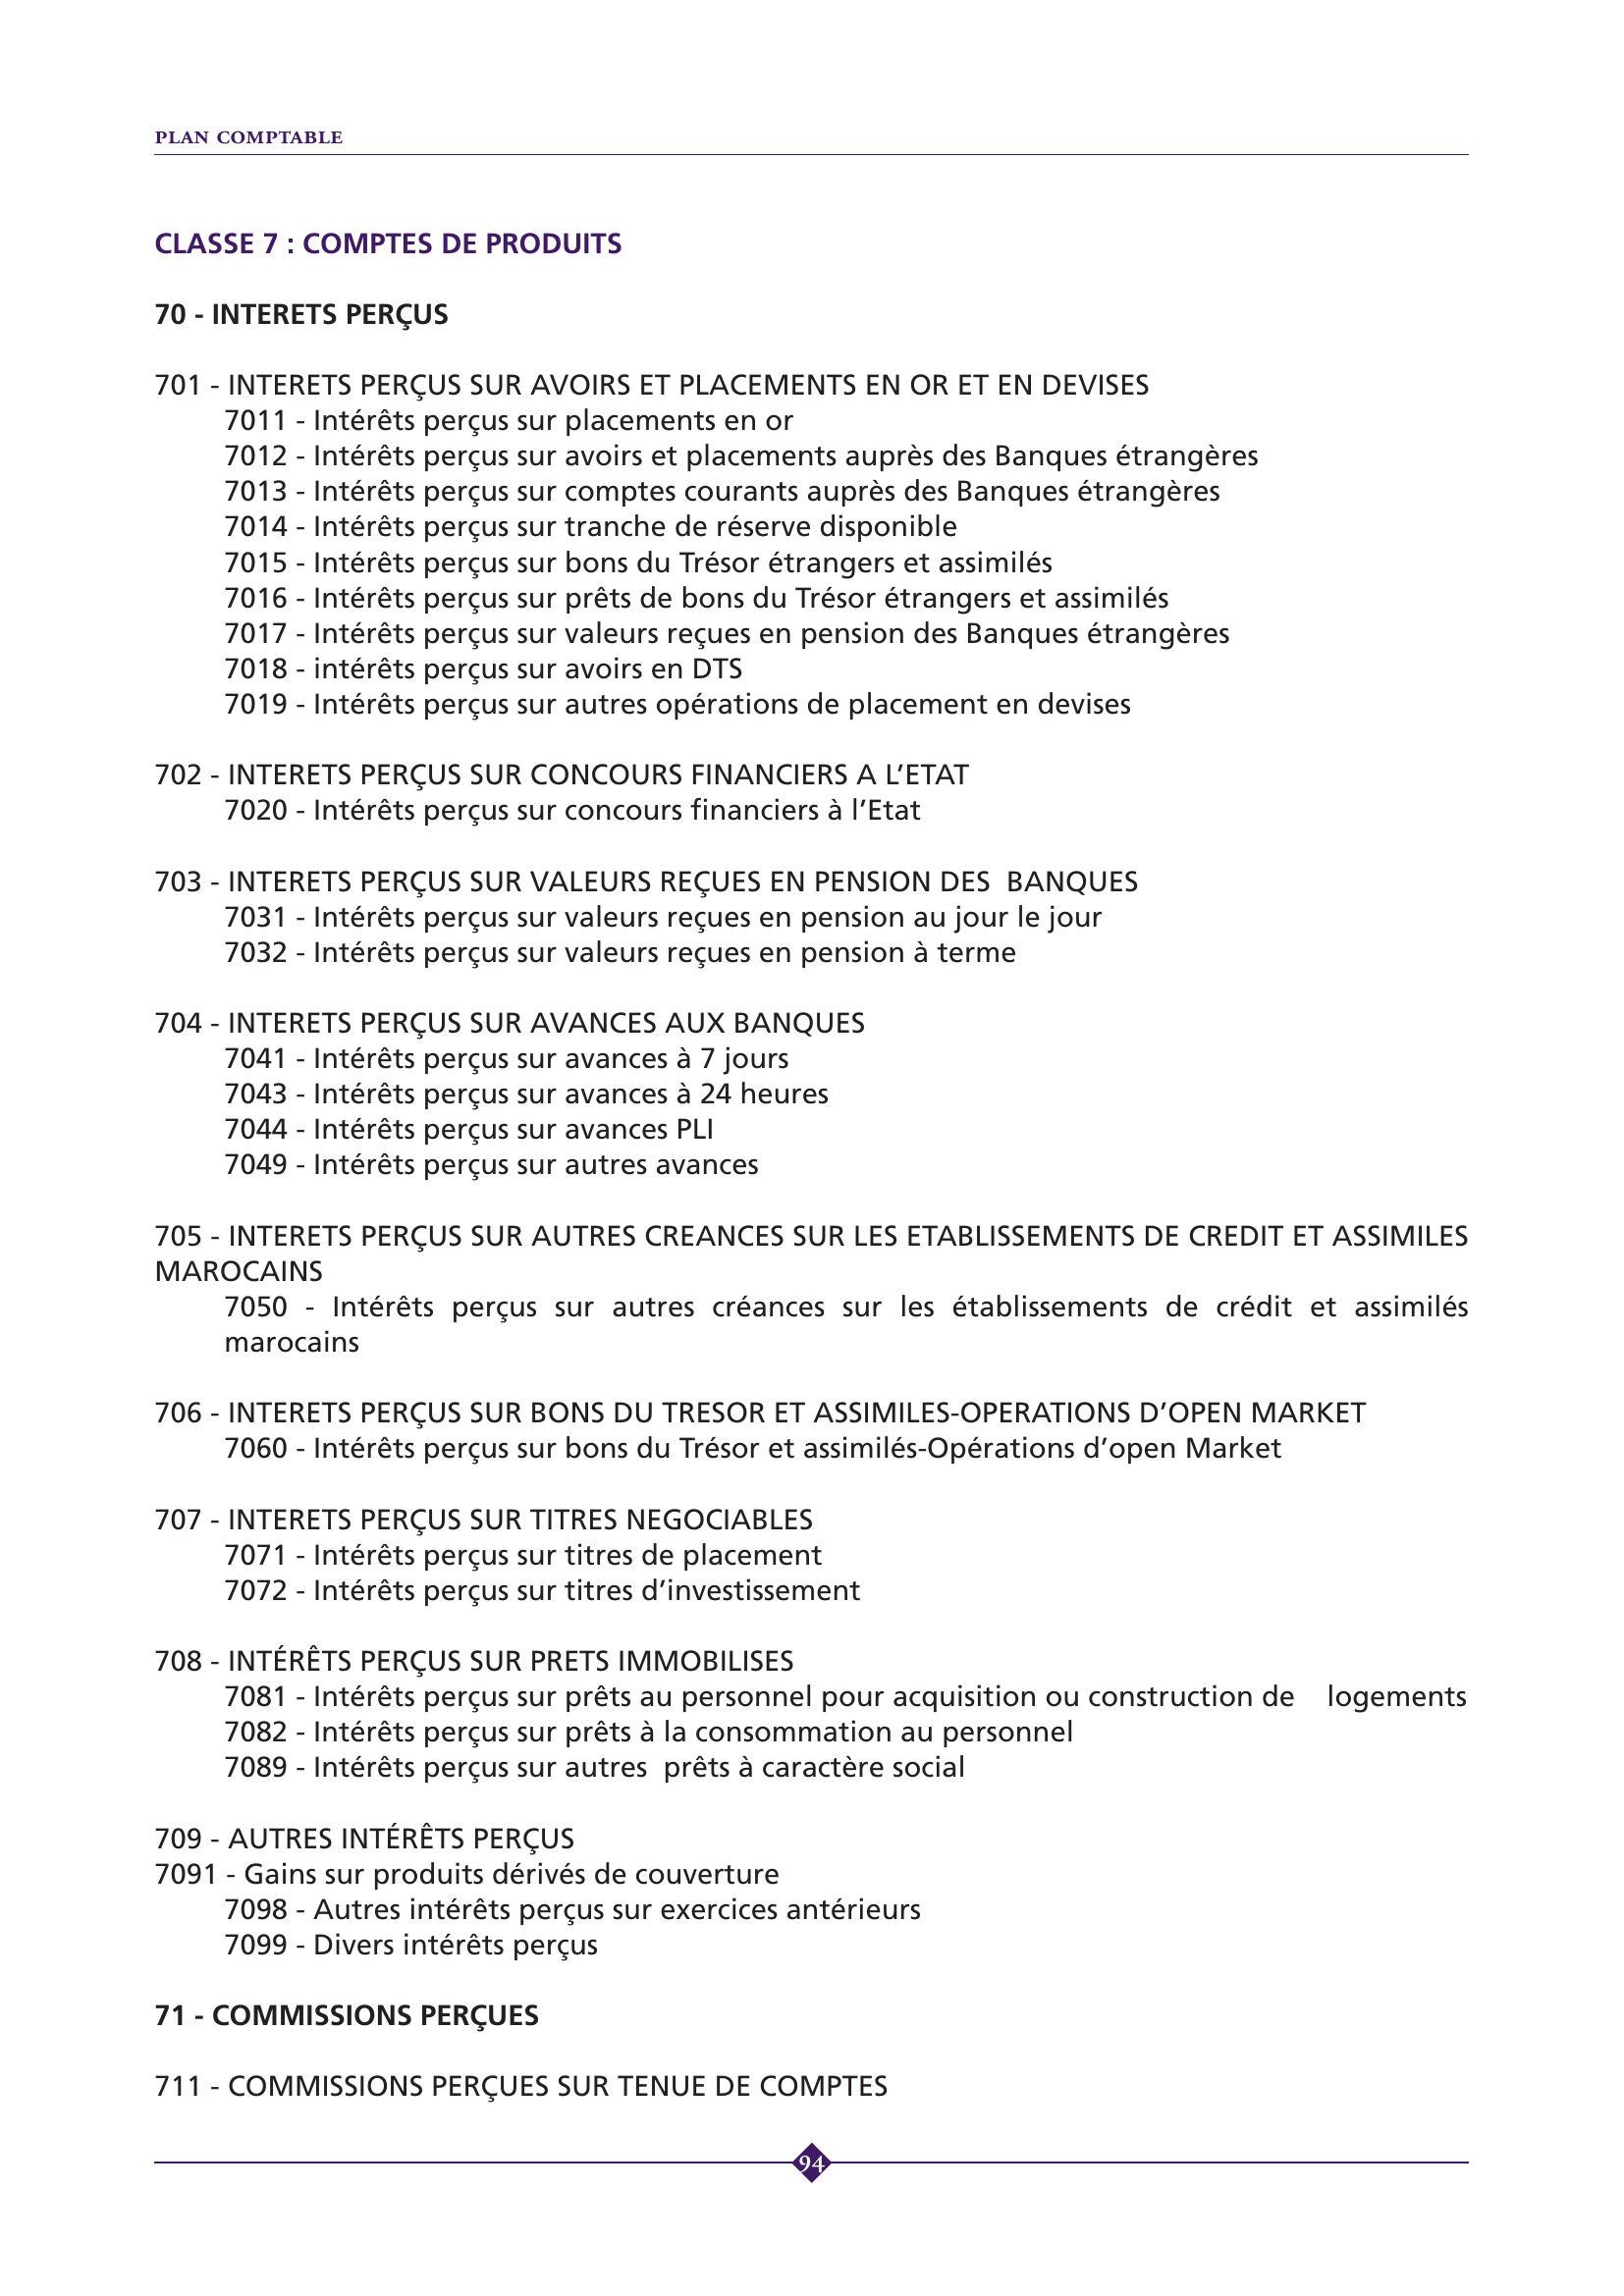 PLAN COMPTABLE
CLASSE 7 : COMPTES DE PRODUITS
70 - INTERETS PERÇUS
701 - INTERETS PERÇUS SUR AVOIRS ET PLACEMENTS EN OR ET EN DEVISES
7011 - Intérêts perçus sur placements en or
7012 - Intérêts perçus sur avoirs et placements auprès des Banques étrangères
7013 - Intérêts perçus sur comptes courants auprès des Banques étrangères
7014 - Intérêts perçus sur tranche de réserve disponible
7015 - Intérêts perçus sur bons du Trésor étrangers et assimilés
7016 - Intérêts perçus sur prêts de bons du Trésor étrangers et assimilés
7017 - Intérêts perçus sur valeurs reçues en pension des Banques étrangères
7018 - intérêts perçus sur avoirs en DTS
7019 - Intérêts perçus sur autres opérations de placement en devises
702 - INTERETS PERÇUS SUR CONCOURS FINANCIERS A L’ETAT
7020 - Intérêts perçus sur concours financiers à l’Etat
703 - INTERETS PERÇUS SUR VALEURS REÇUES EN PENSION DES  BANQUES
7031 - Intérêts perçus sur valeurs reçues en pension au jour le jour
7032 - Intérêts perçus sur valeurs reçues en pension à terme
704 - INTERETS PERÇUS SUR AVANCES AUX BANQUES
7041 - Intérêts perçus sur avances à 7 jours
7043 - Intérêts perçus sur avances à 24 heures
7044 - Intérêts perçus sur avances PLI
7049 - Intérêts perçus sur autres avances
705 - INTERETS PERÇUS SUR AUTRES CREANCES SUR LES ETABLISSEMENTS DE CREDIT ET ASSIMILES
MAROCAINS
7050 - Intérêts perçus sur autres créances sur les établissements de crédit et assimilés
marocains
706 - INTERETS PERÇUS SUR BONS DU TRESOR ET ASSIMILES-OPERATIONS D’OPEN MARKET
7060 - Intérêts perçus sur bons du Trésor et assimilés-Opérations d’open Market
707 - INTERETS PERÇUS SUR TITRES NEGOCIABLES
7071 - Intérêts perçus sur titres de placement
7072 - Intérêts perçus sur titres d’investissement
708 - INTÉRÊTS PERÇUS SUR PRETS IMMOBILISES
7081 - Intérêts perçus sur prêts au personnel pour acquisition ou construction de    logements
7082 - Intérêts perçus sur prêts à la consommation au personnel
7089 - Intérêts perçus sur autres  prêts à caractère social
709 - AUTRES INTÉRÊTS PERÇUS
7091 - Gains sur produits dérivés de couverture
7098 - Autres intérêts perçus sur exercices antérieurs
7099 - Divers intérêts perçus
71 - COMMISSIONS PERÇUES
711 - COMMISSIONS PERÇUES SUR TENUE DE COMPTES
94